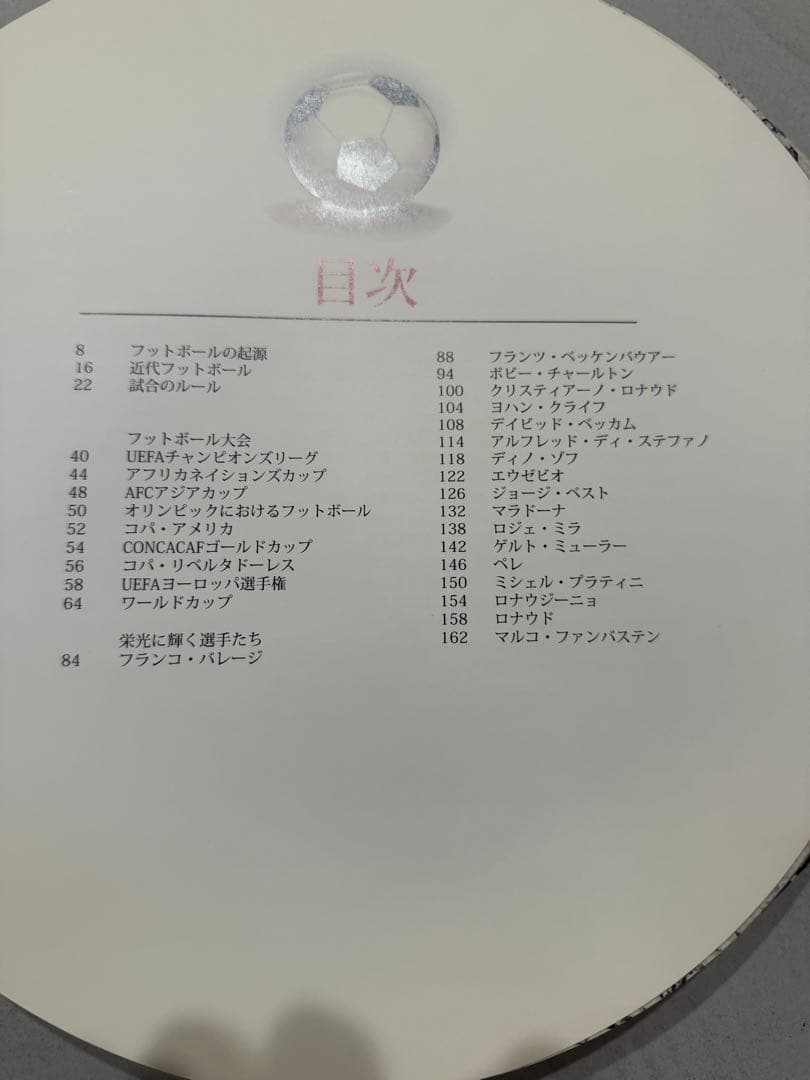 目次
8 フットボールの起源
16 近代フットボール
22 試合のルール
フットボール大会
40 UEFAチャンピオンズリーグ
44 アフリカネイションズカップ
48 AFCアジアカップ
50 オリンピックにおけるフットボール
52 コパ・アメリカ
54 CONCACAFゴールドカップ
56 コパ・リベルタドーレス
58 UEFAヨーロッパ選手権
64 ワールドカップ
栄光に輝く選手たち
84 フランコ・バレージ
88 フランツ・ベッケンバウアー
94 ボビー・チャールトン
100 クリスティアーノ・ロナウド
104 ヨハン・クライフ
108 デイビッド・ベッカム
114 アルフレッド・ディ・ステファノ
118 ディノ・ゾフ
122 エウゼビオ
126 ジョージ・ベスト
132 マラドーナ
138 ロジェ・ミラ
142 ゲルト・ミューラー
146 ペレ
150 ミシェル・プラティニ
154 ロナウジーニョ
158 ロナウド
162 マルコ・ファンバステン